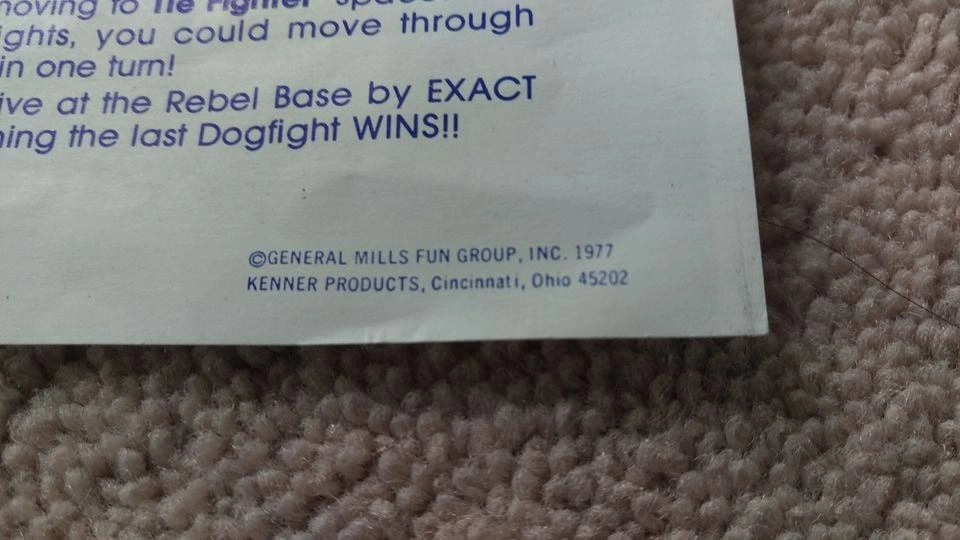 moving to Tie Fighter
ights, you could move through
in one turn!
ive at the Rebel Base by EXACT
ning the last Dogfight WINS!!
©GENERAL MILLS FUN GROUP, INC. 1977
KENNER PRODUCTS, Cincinnati, Ohio 45202